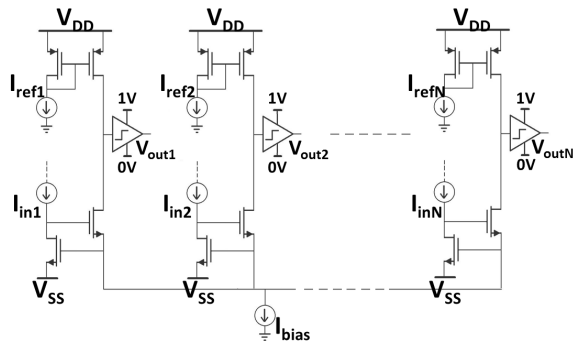 VDD VDD VDD
Iref1 Iref2 IrefN
1V 1V 1V
Vout1 Vout2 VoutN
0V 0V 0V
Iin1 Iin2 IinN
VSS VSS VSS
Ibias